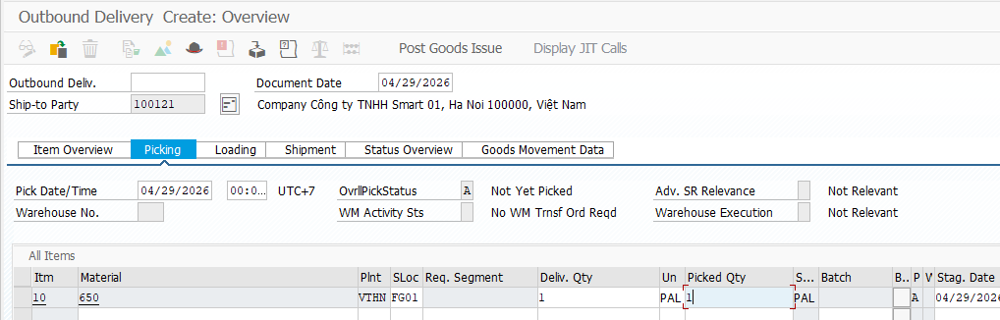 Outbound Delivery Create: Overview
Post Goods Issue Display JIT Calls
Outbound Deliv. Document Date 04/29/2026
Ship-to Party 100121 Company Công ty TNHH Smart 01, Ha Noi 100000, Việt Nam
Item Overview Picking Loading Shipment Status Overview Goods Movement Data
Pick Date/Time 04/29/2026 00:0... UTC+7 OvrllPickStatus A Not Yet Picked Adv. SR Relevance Not Relevant
Warehouse No. WM Activity Sts No WM Trnsf Ord Reqd Warehouse Execution Not Relevant
All Items
Itm Material Plnt SLoc Req. Segment Deliv. Qty Un Picked Qty S... Batch B.. P W Stag. Date
10 650 VTHN FG01 1 PAL 1 PAL A 04/29/2026